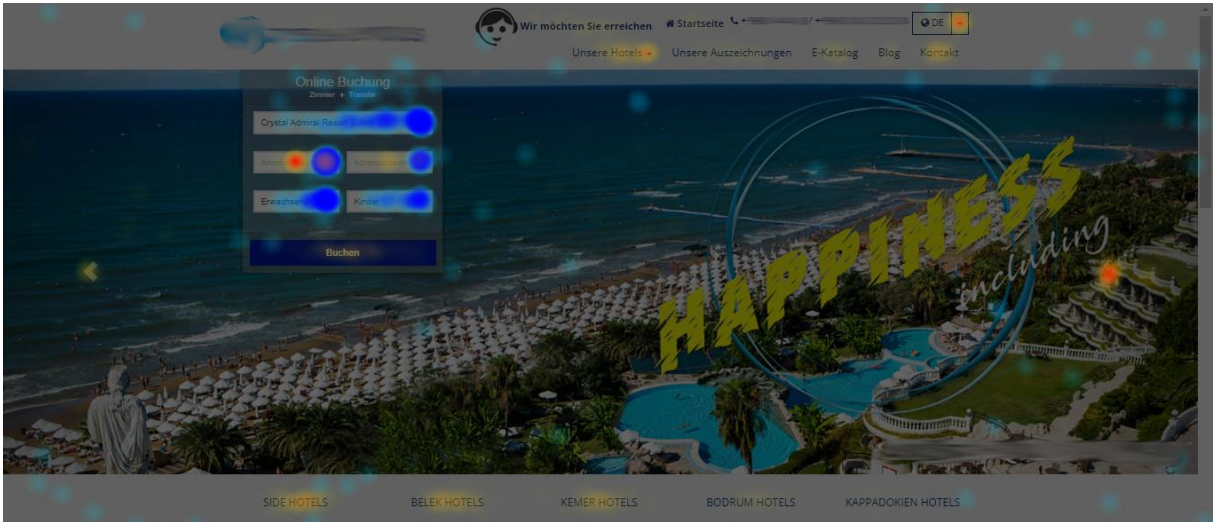 Wir möchten Sie erreichen
Startseite
DE
Unsere Hotels
Unsere Auszeichnungen
E-Katalog
Blog
Kontakt
Online Buchung
Zimmer + Transfer
Crystal Admiral Resort Suites
Erwachsene
Kinder
Buchen
HAPPINESS
including
SIDE HOTELS
BELEK HOTELS
KEMER HOTELS
BODRUM HOTELS
KAPPADOKIEN HOTELS